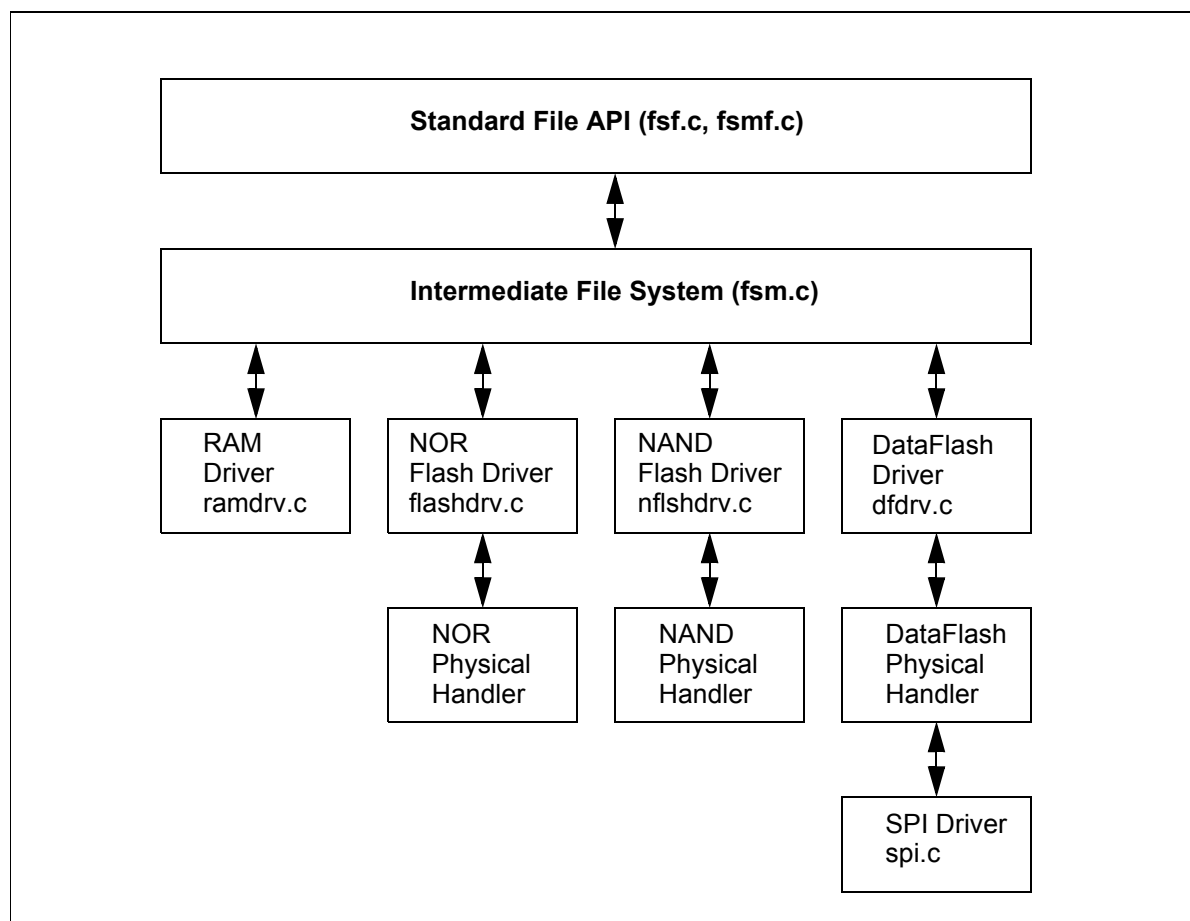 Standard File API (fsf.c, fsmf.c)
Intermediate File System (fsm.c)
RAM
Driver
ramdrv.c
NOR
Flash Driver
flashdrv.c
NAND
Flash Driver
nflshdrv.c
DataFlash
Driver
dfdrv.c
NOR
Physical
Handler
NAND
Physical
Handler
DataFlash
Physical
Handler
SPI Driver
spi.c